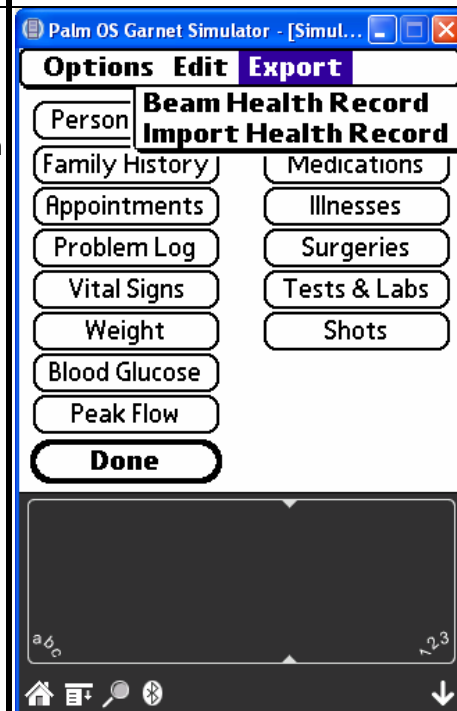 Palm OS Garnet Simulator - [Simul...
Options Edit Export
Beam Health Record
Import Health Record
Person
Family History Medications
Appointments Illnesses
Problem Log Surgeries
Vital Signs Tests & Labs
Weight Shots
Blood Glucose
Peak Flow
Done
abc 123